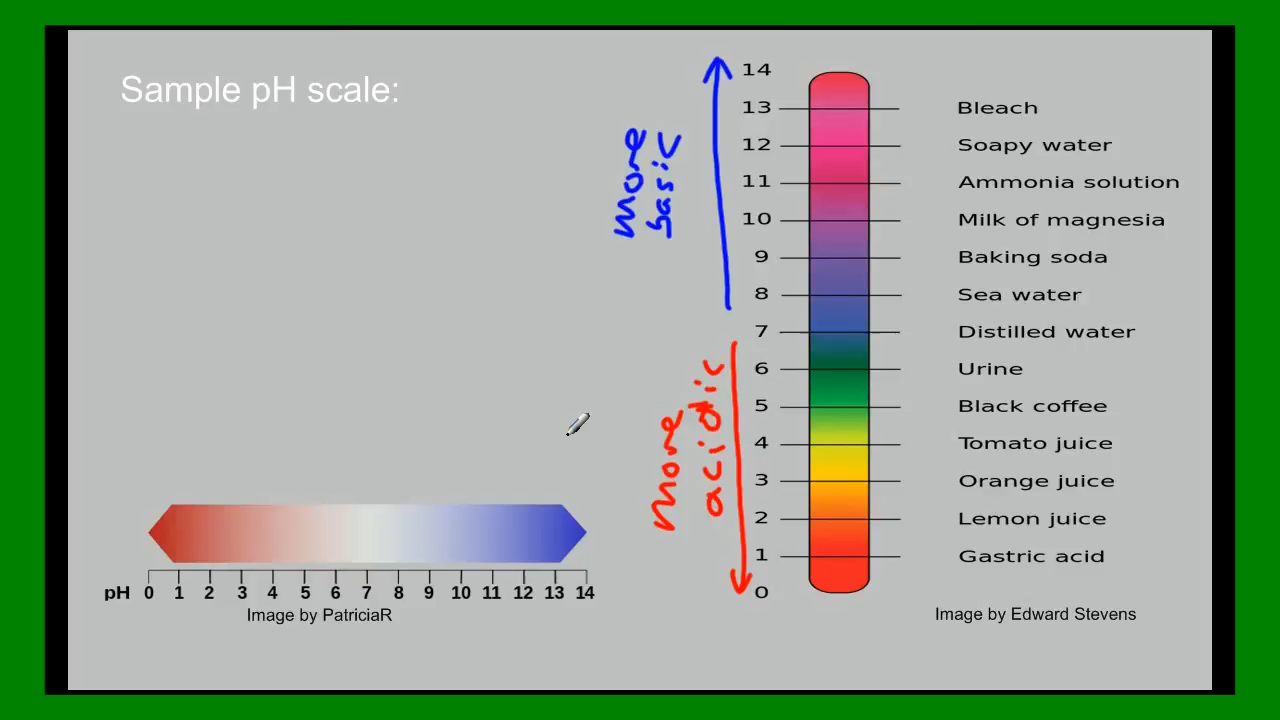 Sample pH scale:
More
basic
More
acidic
14
13 Bleach
12 Soapy water
11 Ammonia solution
10 Milk of magnesia
9 Baking soda
8 Sea water
7 Distilled water
6 Urine
5 Black coffee
4 Tomato juice
3 Orange juice
2 Lemon juice
1 Gastric acid
0
pH 0 1 2 3 4 5 6 7 8 9 10 11 12 13 14
Image by PatriciaR
Image by Edward Stevens